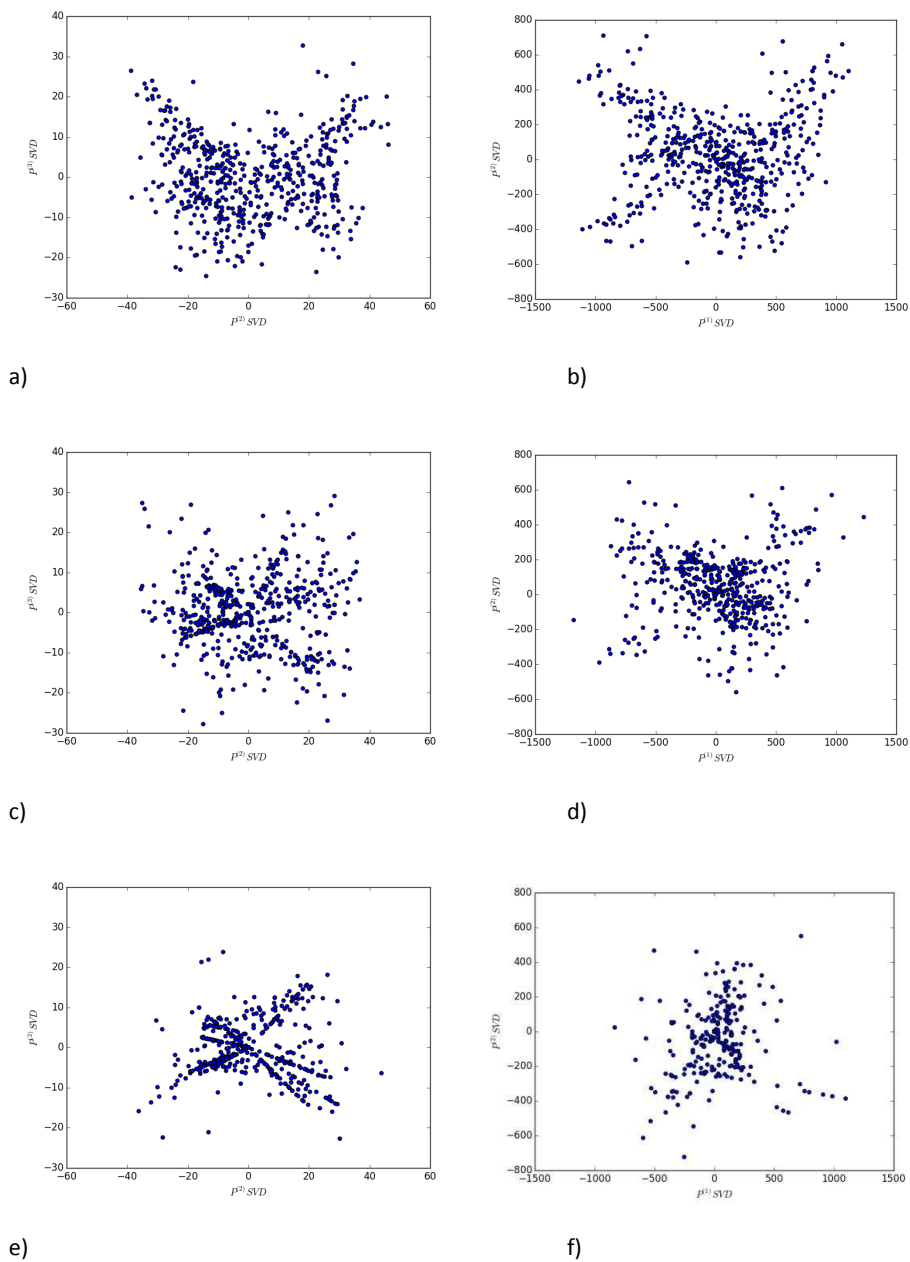 40
30
20
10
0
−10
−20
−30
P⁽³⁾ SVD
−60 −40 −20 0 20 40 60
P⁽²⁾ SVD
800
600
400
200
0
−200
−400
−600
−800
P⁽²⁾ SVD
−1500 −1000 −500 0 500 1000 1500
P⁽¹⁾ SVD
a)
b)
40
30
20
10
0
−10
−20
−30
P⁽³⁾ SVD
−60 −40 −20 0 20 40 60
P⁽²⁾ SVD
800
600
400
200
0
−200
−400
−600
−800
P⁽²⁾ SVD
−1500 −1000 −500 0 500 1000 1500
P⁽¹⁾ SVD
c)
d)
40
30
20
10
0
−10
−20
−30
P⁽³⁾ SVD
−60 −40 −20 0 20 40 60
P⁽²⁾ SVD
800
600
400
200
0
−200
−400
−600
−800
P⁽²⁾ SVD
−1500 −1000 −500 0 500 1000 1500
P⁽¹⁾ SVD
e)
f)